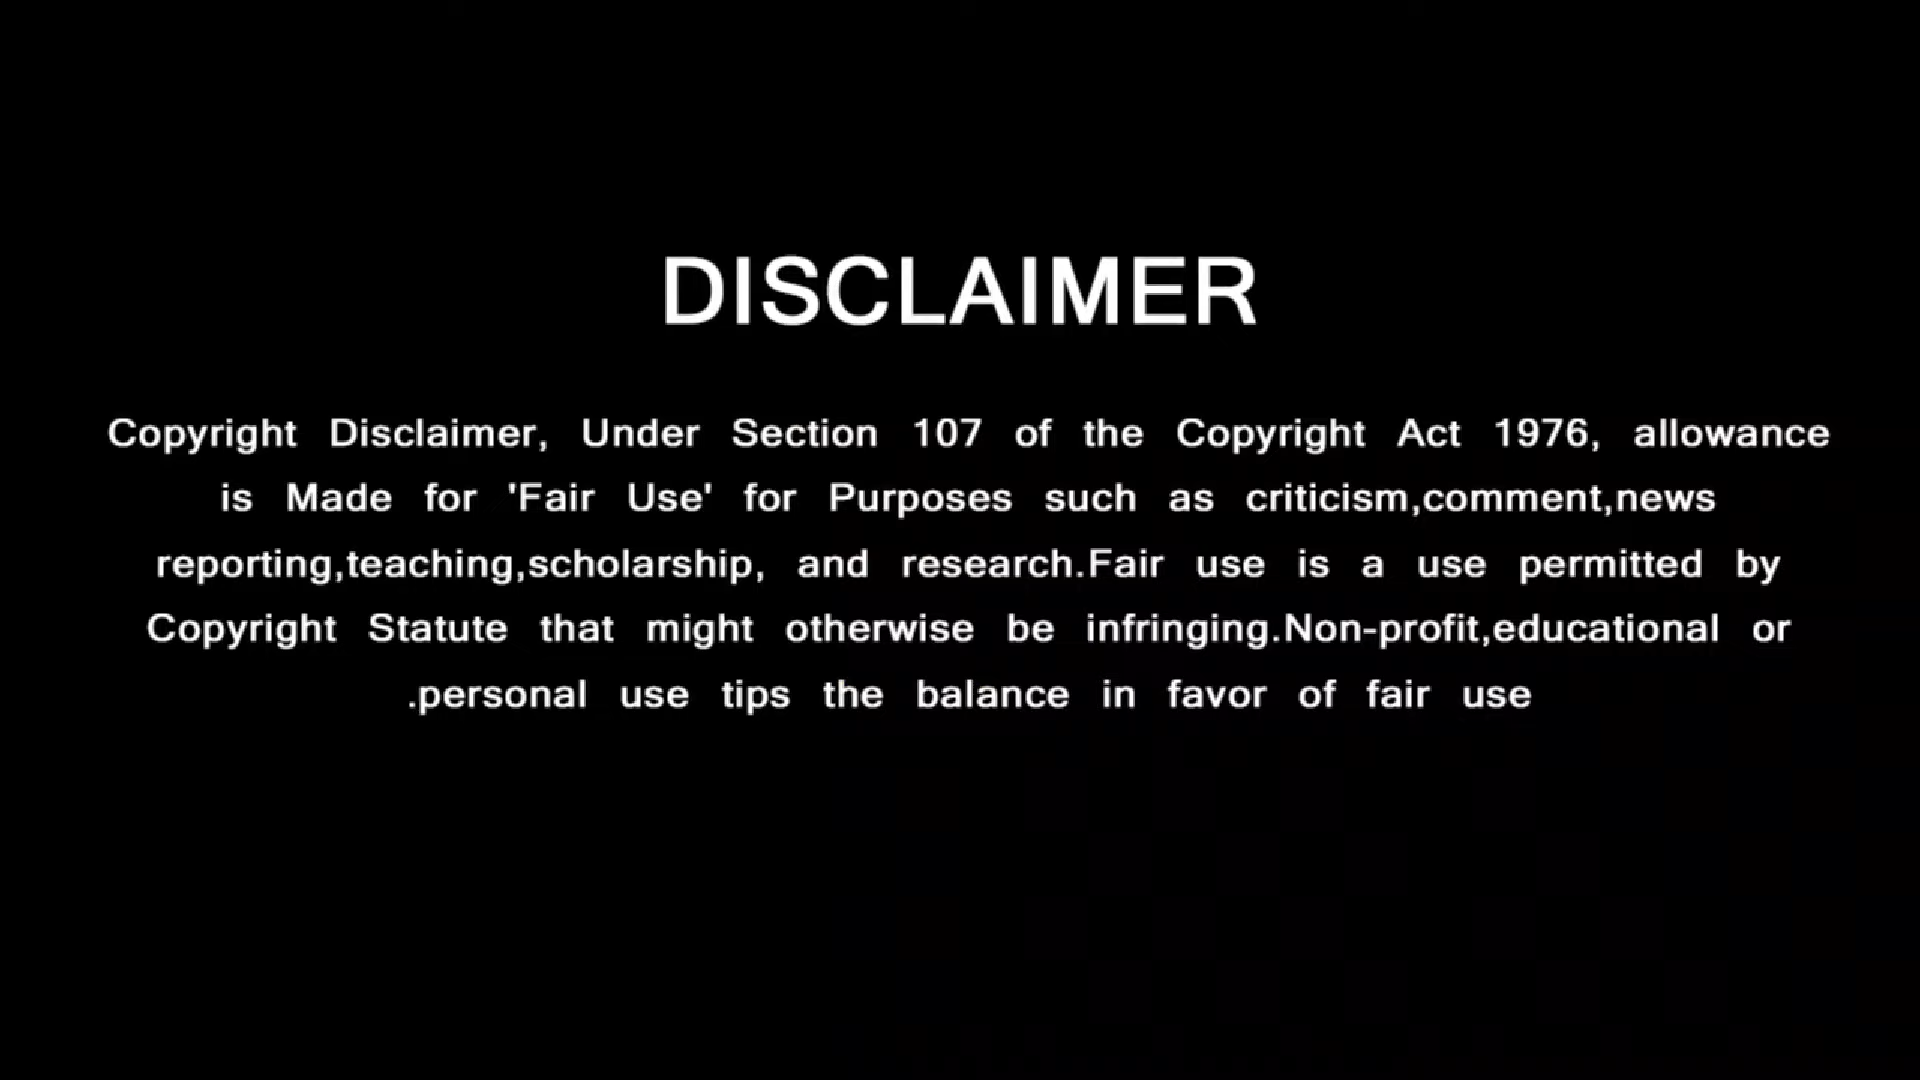 DISCLAIMER
Copyright Disclaimer, Under Section 107 of the Copyright Act 1976, allowance
is Made for 'Fair Use' for Purposes such as criticism,comment,news
reporting,teaching,scholarship, and research.Fair use is a use permitted by
Copyright Statute that might otherwise be infringing.Non-profit,educational or
.personal use tips the balance in favor of fair use